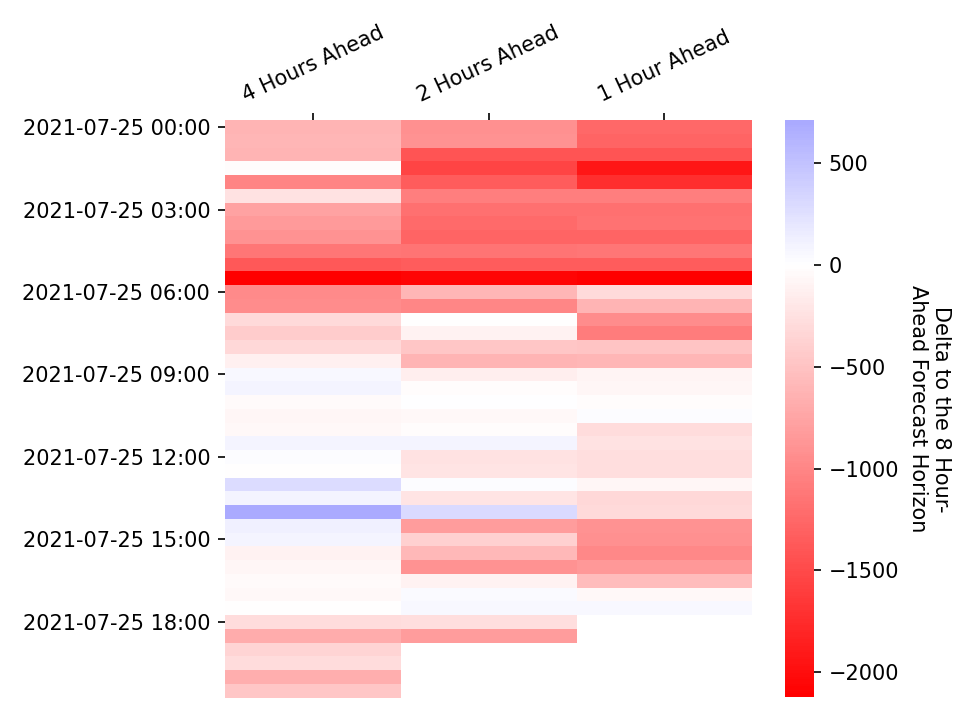 4 Hours Ahead
2 Hours Ahead
1 Hour Ahead
2021-07-25 00:00
2021-07-25 03:00
2021-07-25 06:00
2021-07-25 09:00
2021-07-25 12:00
2021-07-25 15:00
2021-07-25 18:00
500
0
−500
−1000
−1500
−2000
Delta to the 8 Hour-
Ahead Forecast Horizon